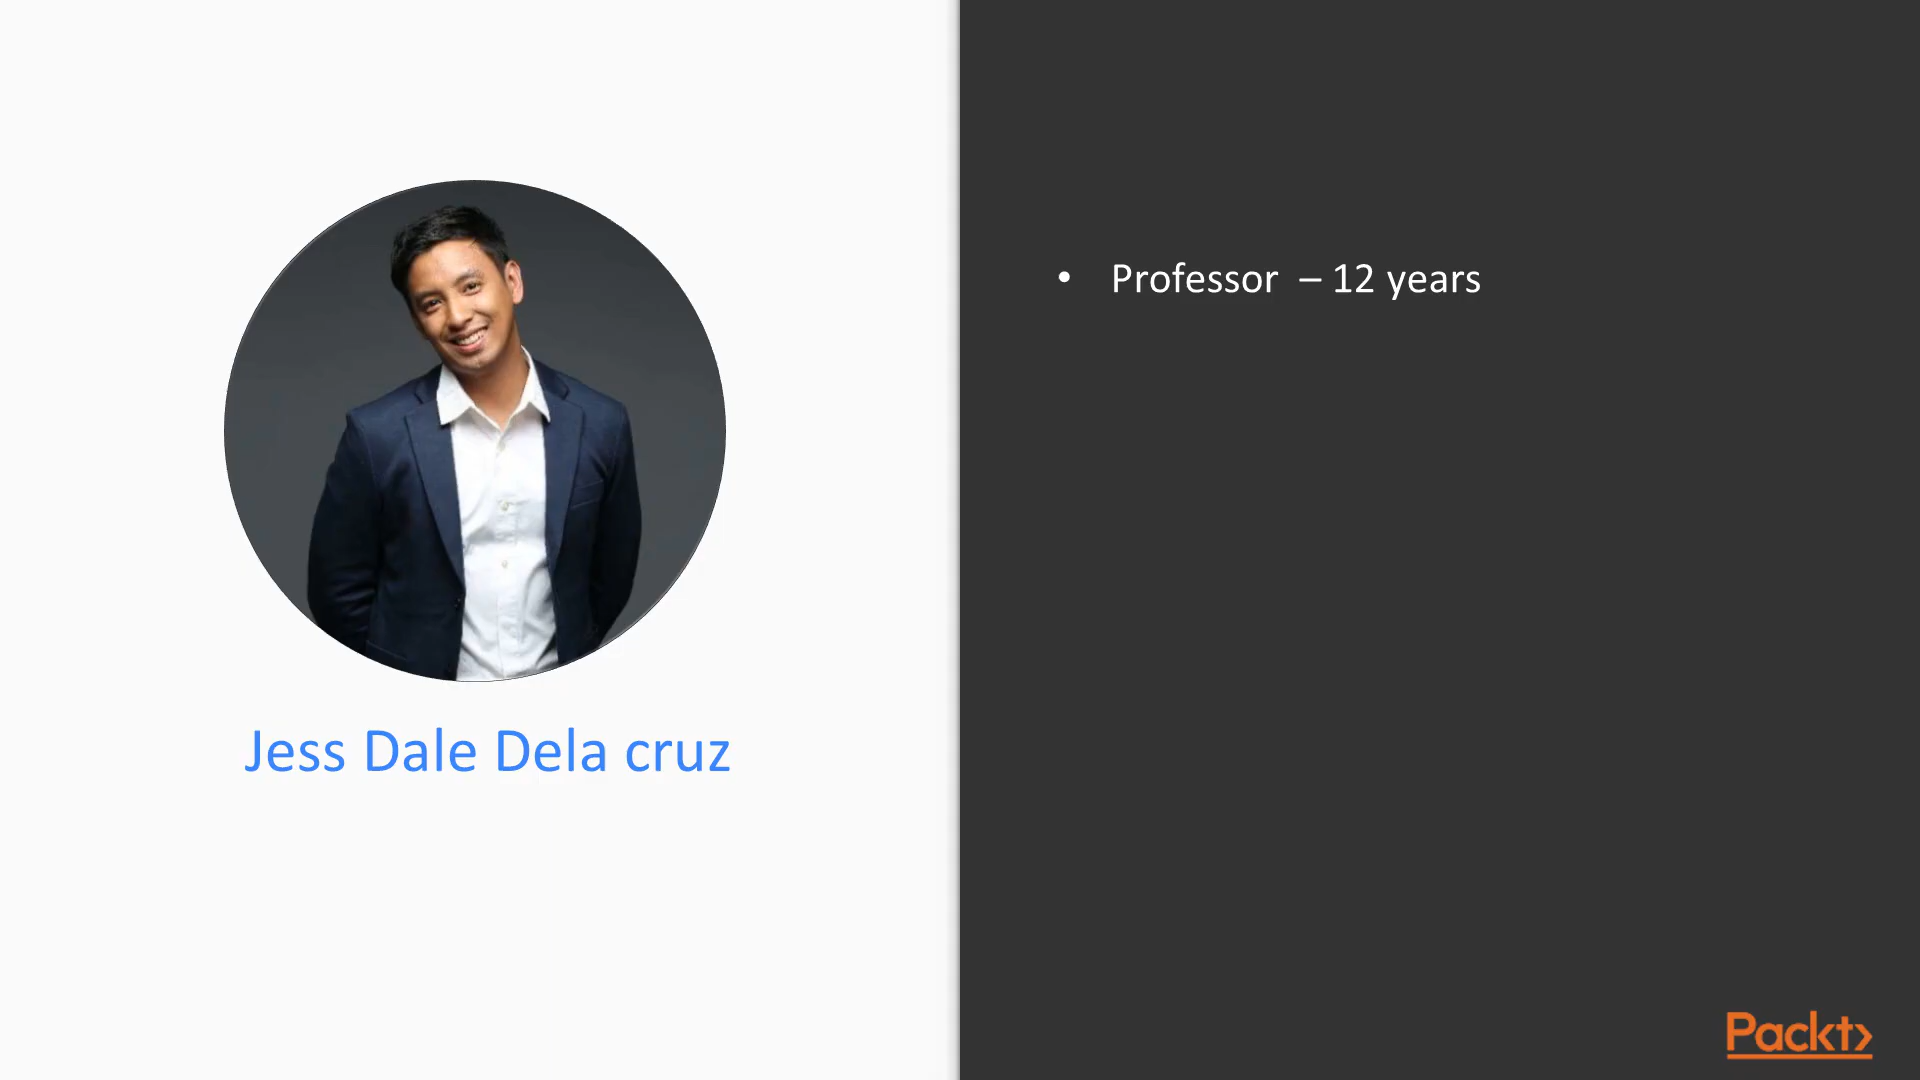 Jess Dale Dela cruz
• Professor – 12 years
Packt>